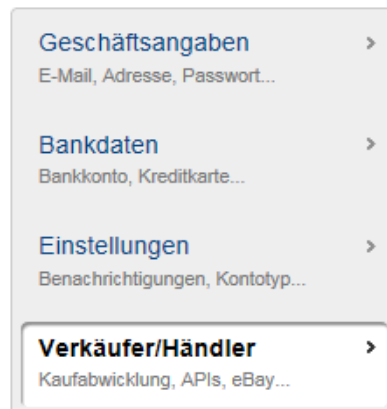 Geschäftsangaben
E-Mail, Adresse, Passwort...
Bankdaten
Bankkonto, Kreditkarte...
Einstellungen
Benachrichtigungen, Kontotyp...
Verkäufer/Händler
Kaufabwicklung, APIs, eBay...